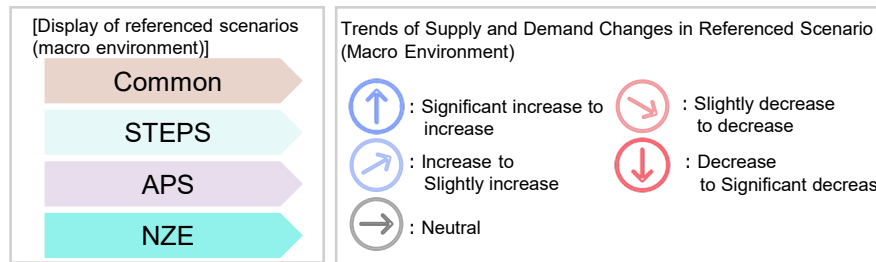 [Display of referenced scenarios
(macro environment)]
Common
STEPS
APS
NZE
Trends of Supply and Demand Changes in Referenced Scenario
(Macro Environment)
: Significant increase to
increase
: Slightly decrease
to decrease
: Increase to
Slightly increase
: Decrease
to Significant decreas
: Neutral